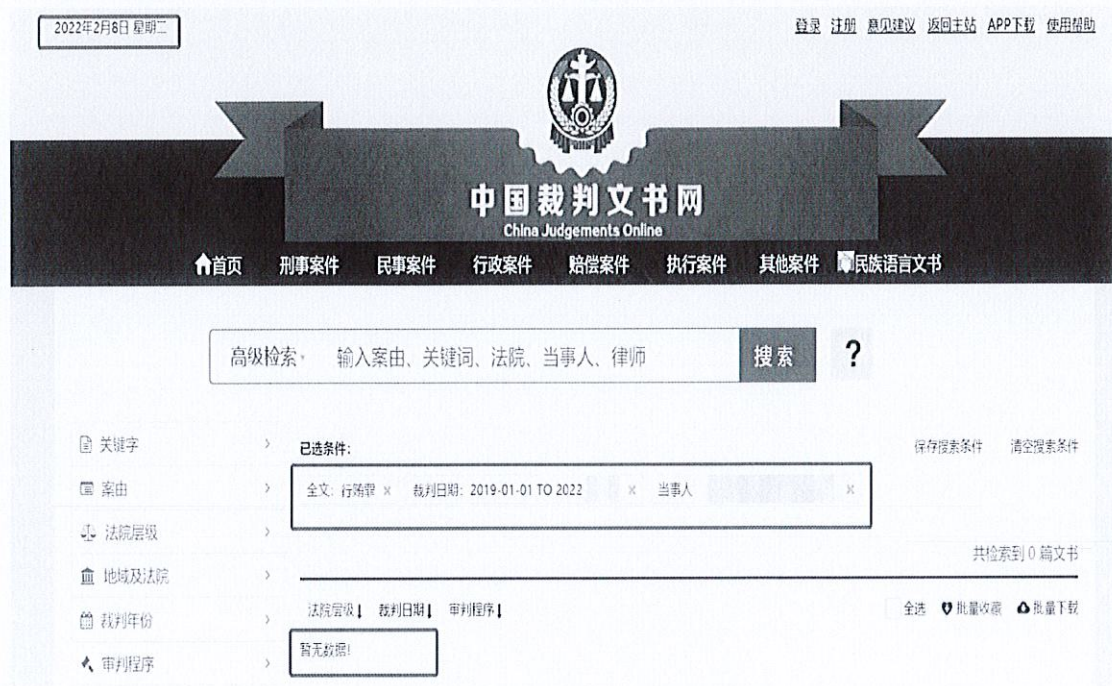 2022年2月8日 星期二
登录 注册 意见建议 返回主站 APP下载 使用帮助
中国裁判文书网
China Judgements Online
首页 刑事案件 民事案件 行政案件 赔偿案件 执行案件 其他案件 民族语言文书
高级检索 输入案由、关键词、法院、当事人、律师 搜索 ?
关键字
已选条件: 保存搜索条件 清空搜索条件
案由
全文: 行贿罪 × 裁判日期: 2019-01-01 TO 2022 × 当事人 ×
法院层级
共检索到 0 篇文书
地域及法院
法院层级↓ 裁判日期↓ 审判程序↓ 全选 批量收藏 批量下载
裁判年份
暂无数据!
审判程序